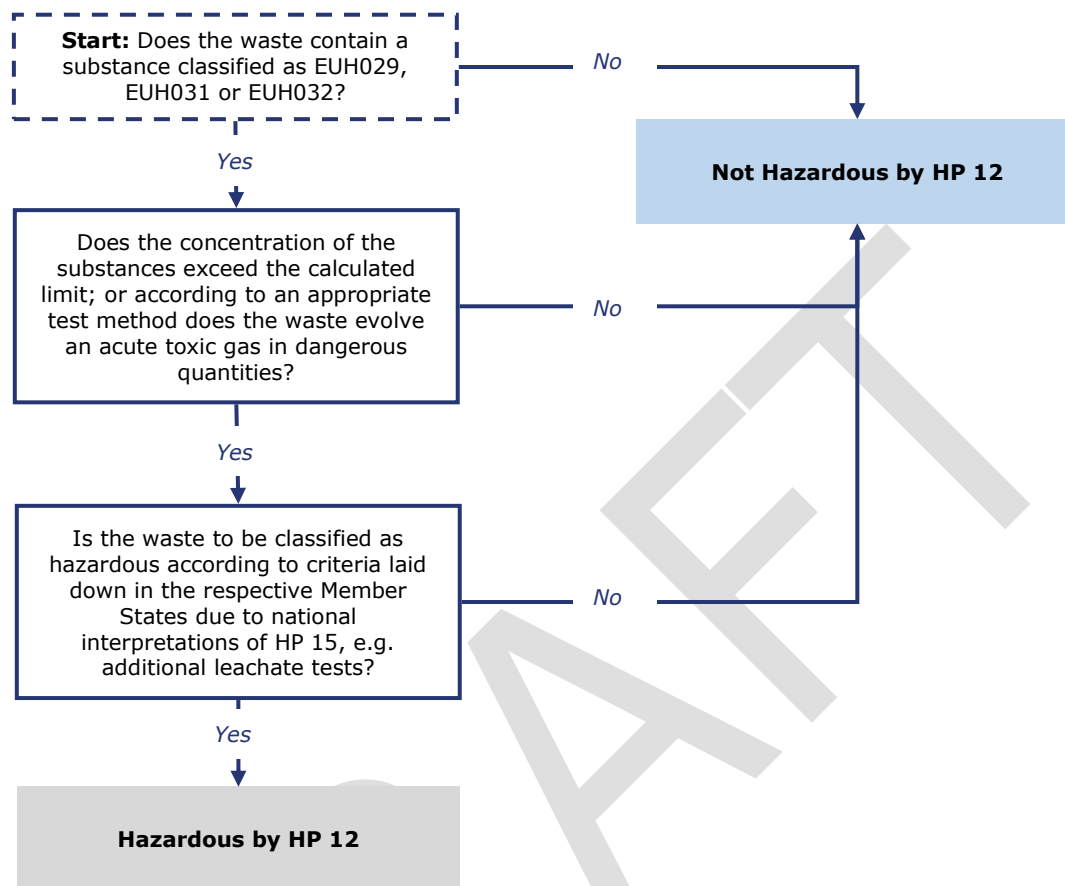 Start: Does the waste contain a
substance classified as EUH029,
EUH031 or EUH032?
No
Yes
Not Hazardous by HP 12
Does the concentration of the
substances exceed the calculated
limit; or according to an appropriate
test method does the waste evolve
an acute toxic gas in dangerous
quantities?
No
Yes
Is the waste to be classified as
hazardous according to criteria laid
down in the respective Member
States due to national
interpretations of HP 15, e.g.
additional leachate tests?
No
Yes
Hazardous by HP 12
AFT